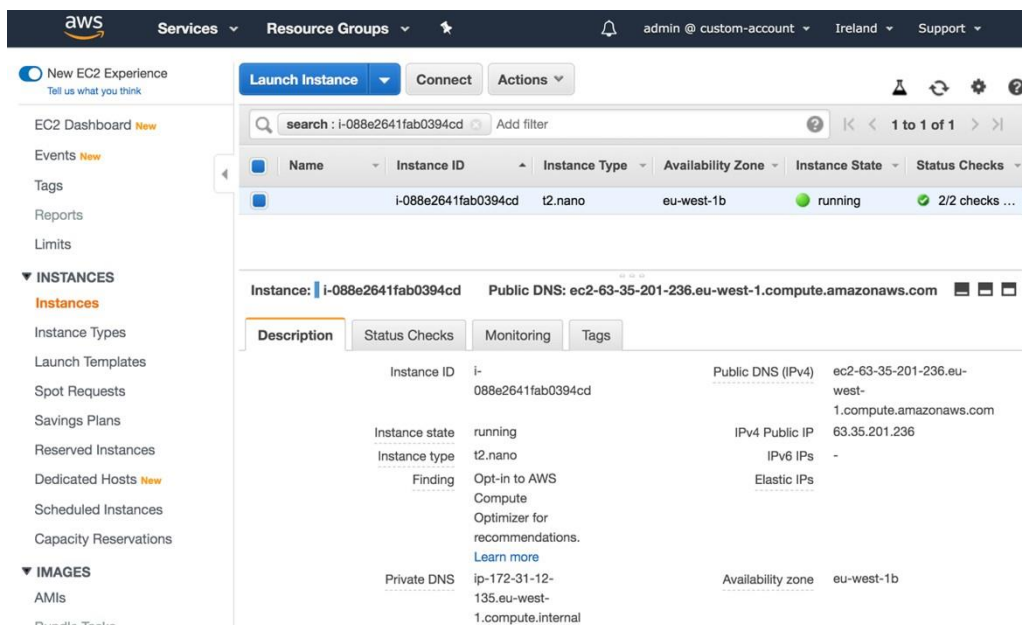 aws
Services
Resource Groups
admin @ custom-account
Ireland
Support
New EC2 Experience
Tell us what you think
EC2 Dashboard New
Events New
Tags
Reports
Limits
INSTANCES
Instances
Instance Types
Launch Templates
Spot Requests
Savings Plans
Reserved Instances
Dedicated Hosts New
Scheduled Instances
Capacity Reservations
IMAGES
AMIs
Bundle Tasks
Launch Instance
Connect
Actions
search : i-088e2641fab0394cd
Add filter
1 to 1 of 1
Name
Instance ID
Instance Type
Availability Zone
Instance State
Status Checks
i-088e2641fab0394cd
t2.nano
eu-west-1b
running
2/2 checks ...
Instance: i-088e2641fab0394cd
Public DNS: ec2-63-35-201-236.eu-west-1.compute.amazonaws.com
Description
Status Checks
Monitoring
Tags
Instance ID
i-
088e2641fab0394cd
Instance state
running
Instance type
t2.nano
Finding
Opt-in to AWS
Compute
Optimizer for
recommendations.
Learn more
Private DNS
ip-172-31-12-
135.eu-west-
1.compute.internal
Public DNS (IPv4)
ec2-63-35-201-236.eu-
west-
1.compute.amazonaws.com
IPv4 Public IP
63.35.201.236
IPv6 IPs
-
Elastic IPs
Availability zone
eu-west-1b